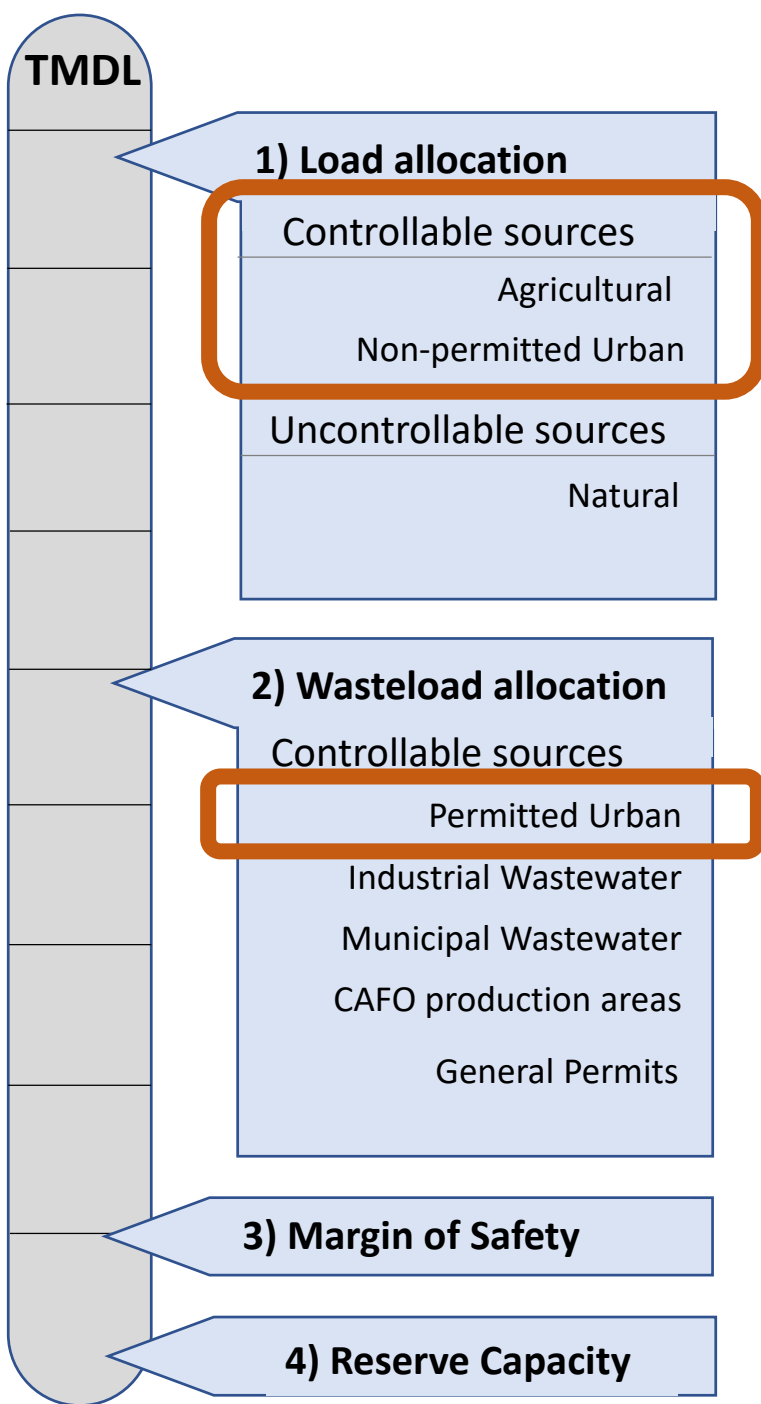 TMDL
1) Load allocation
Controllable sources
Agricultural
Non-permitted Urban
Uncontrollable sources
Natural
2) Wasteload allocation
Controllable sources
Permitted Urban
Industrial Wastewater
Municipal Wastewater
CAFO production areas
General Permits
3) Margin of Safety
4) Reserve Capacity